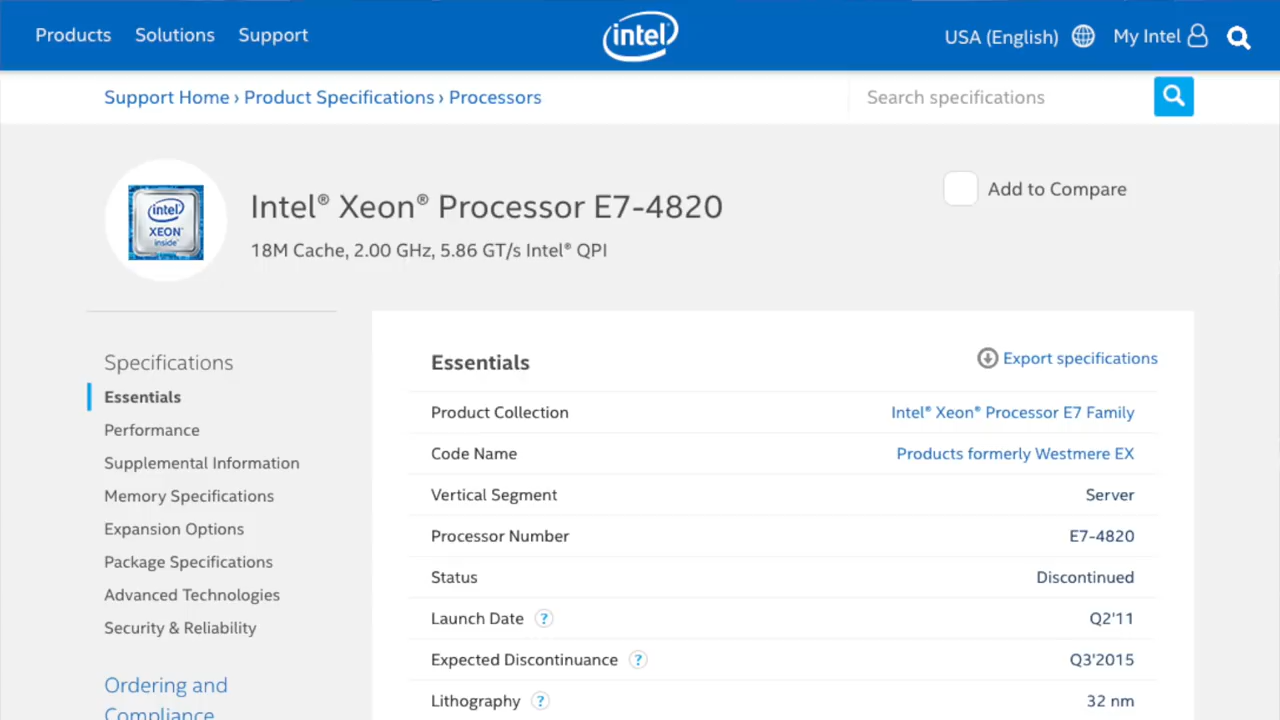 Products Solutions Support intel USA (English) My Intel
Support Home › Product Specifications › Processors Search specifications
intel XEON inside
Intel® Xeon® Processor E7-4820
18M Cache, 2.00 GHz, 5.86 GT/s Intel® QPI
Add to Compare
Specifications
Essentials
Performance
Supplemental Information
Memory Specifications
Expansion Options
Package Specifications
Advanced Technologies
Security & Reliability
Ordering and
Compliance
Essentials Export specifications
Product Collection Intel® Xeon® Processor E7 Family
Code Name Products formerly Westmere EX
Vertical Segment Server
Processor Number E7-4820
Status Discontinued
Launch Date ? Q2'11
Expected Discontinuance ? Q3'2015
Lithography ? 32 nm